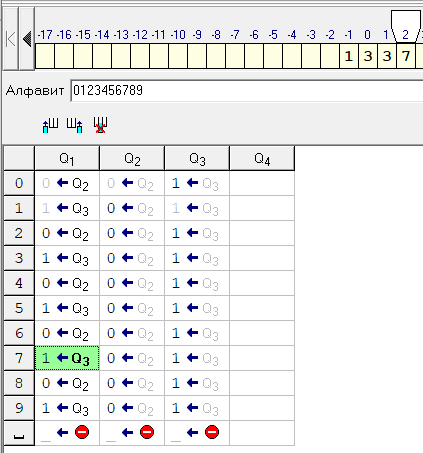 -17 -16 -15 -14 -13 -12 -11 -10 -9 -8 -7 -6 -5 -4 -3 -2 -1 0 1 2
1 3 3 7
Алфавит 0123456789
Q1 Q2 Q3 Q4
0 0 ← Q2 0 ← Q2 1 ← Q3
1 1 ← Q3 0 ← Q2 1 ← Q3
2 0 ← Q2 0 ← Q2 1 ← Q3
3 1 ← Q3 0 ← Q2 1 ← Q3
4 0 ← Q2 0 ← Q2 1 ← Q3
5 1 ← Q3 0 ← Q2 1 ← Q3
6 0 ← Q2 0 ← Q2 1 ← Q3
7 1 ← Q3 0 ← Q2 1 ← Q3
8 0 ← Q2 0 ← Q2 1 ← Q3
9 1 ← Q3 0 ← Q2 1 ← Q3
␣ _ ← _ ← _ ←